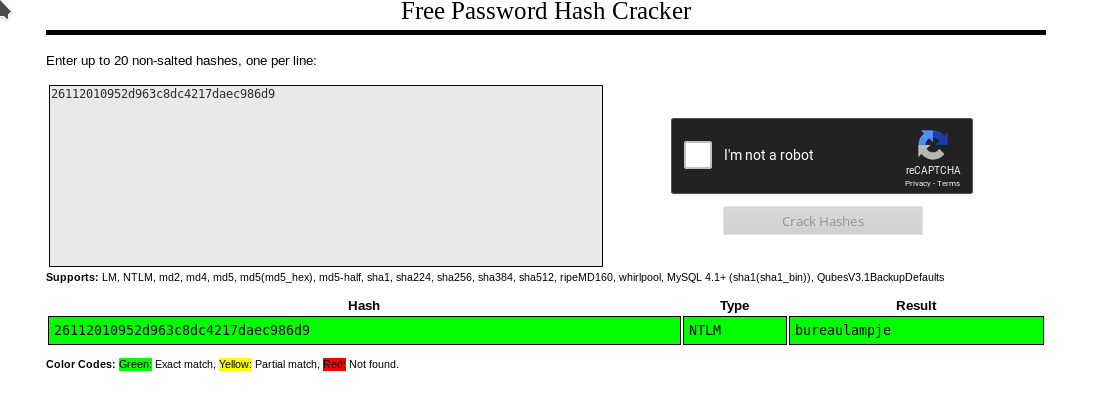 Free Password Hash Cracker
Enter up to 20 non-salted hashes, one per line:
26112010952d963c8dc4217daec986d9
I'm not a robot
reCAPTCHA
Privacy - Terms
Crack Hashes
Supports: LM, NTLM, md2, md4, md5, md5(md5_hex), md5-half, sha1, sha224, sha256, sha384, sha512, ripeMD160, whirlpool, MySQL 4.1+ (sha1(sha1_bin)), QubesV3.1BackupDefaults
Hash Type Result
26112010952d963c8dc4217daec986d9 NTLM bureaulampje
Color Codes: Green: Exact match, Yellow: Partial match, Red: Not found.